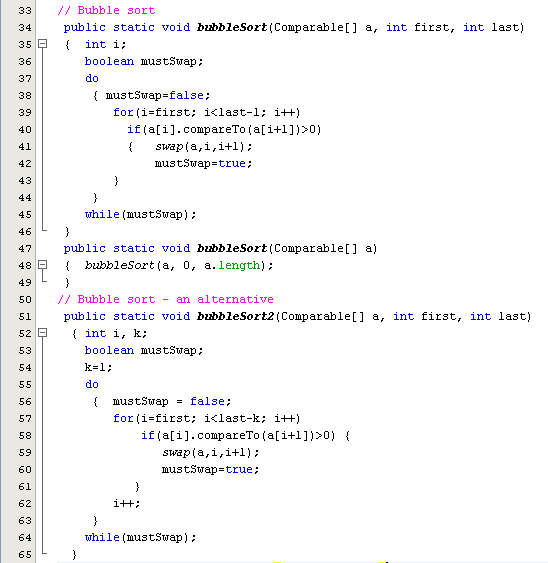 33 // Bubble sort
34 public static void bubbleSort(Comparable[] a, int first, int last)
35 { int i;
36 boolean mustSwap;
37 do
38 { mustSwap=false;
39 for(i=first; i<last-1; i++)
40 if(a[i].compareTo(a[i+1])>0)
41 { swap(a,i,i+1);
42 mustSwap=true;
43 }
44 }
45 while(mustSwap);
46 }
47 public static void bubbleSort(Comparable[] a)
48 { bubbleSort(a, 0, a.length);
49 }
50 // Bubble sort - an alternative
51 public static void bubbleSort2(Comparable[] a, int first, int last)
52 { int i, k;
53 boolean mustSwap;
54 k=1;
55 do
56 { mustSwap = false;
57 for(i=first; i<last-k; i++)
58 if(a[i].compareTo(a[i+1])>0) {
59 swap(a,i,i+1);
60 mustSwap=true;
61 }
62 i++;
63 }
64 while(mustSwap);
65 }